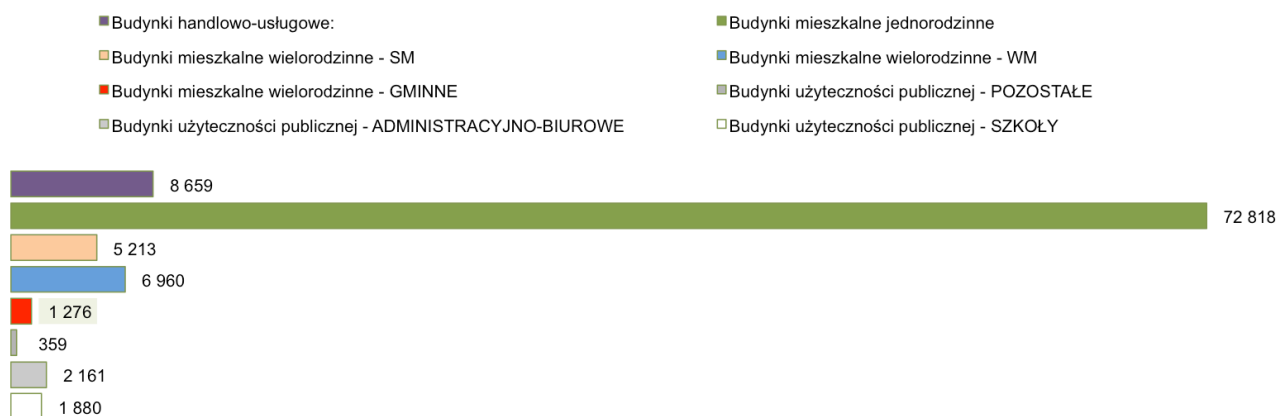 Budynki handlowo-usługowe:
Budynki mieszkalne jednorodzinne
Budynki mieszkalne wielorodzinne - SM
Budynki mieszkalne wielorodzinne - WM
Budynki mieszkalne wielorodzinne - GMINNE
Budynki użyteczności publicznej - POZOSTAŁE
Budynki użyteczności publicznej - ADMINISTRACYJNO-BIUROWE
Budynki użyteczności publicznej - SZKOŁY
8 659
72 818
5 213
6 960
1 276
359
2 161
1 880